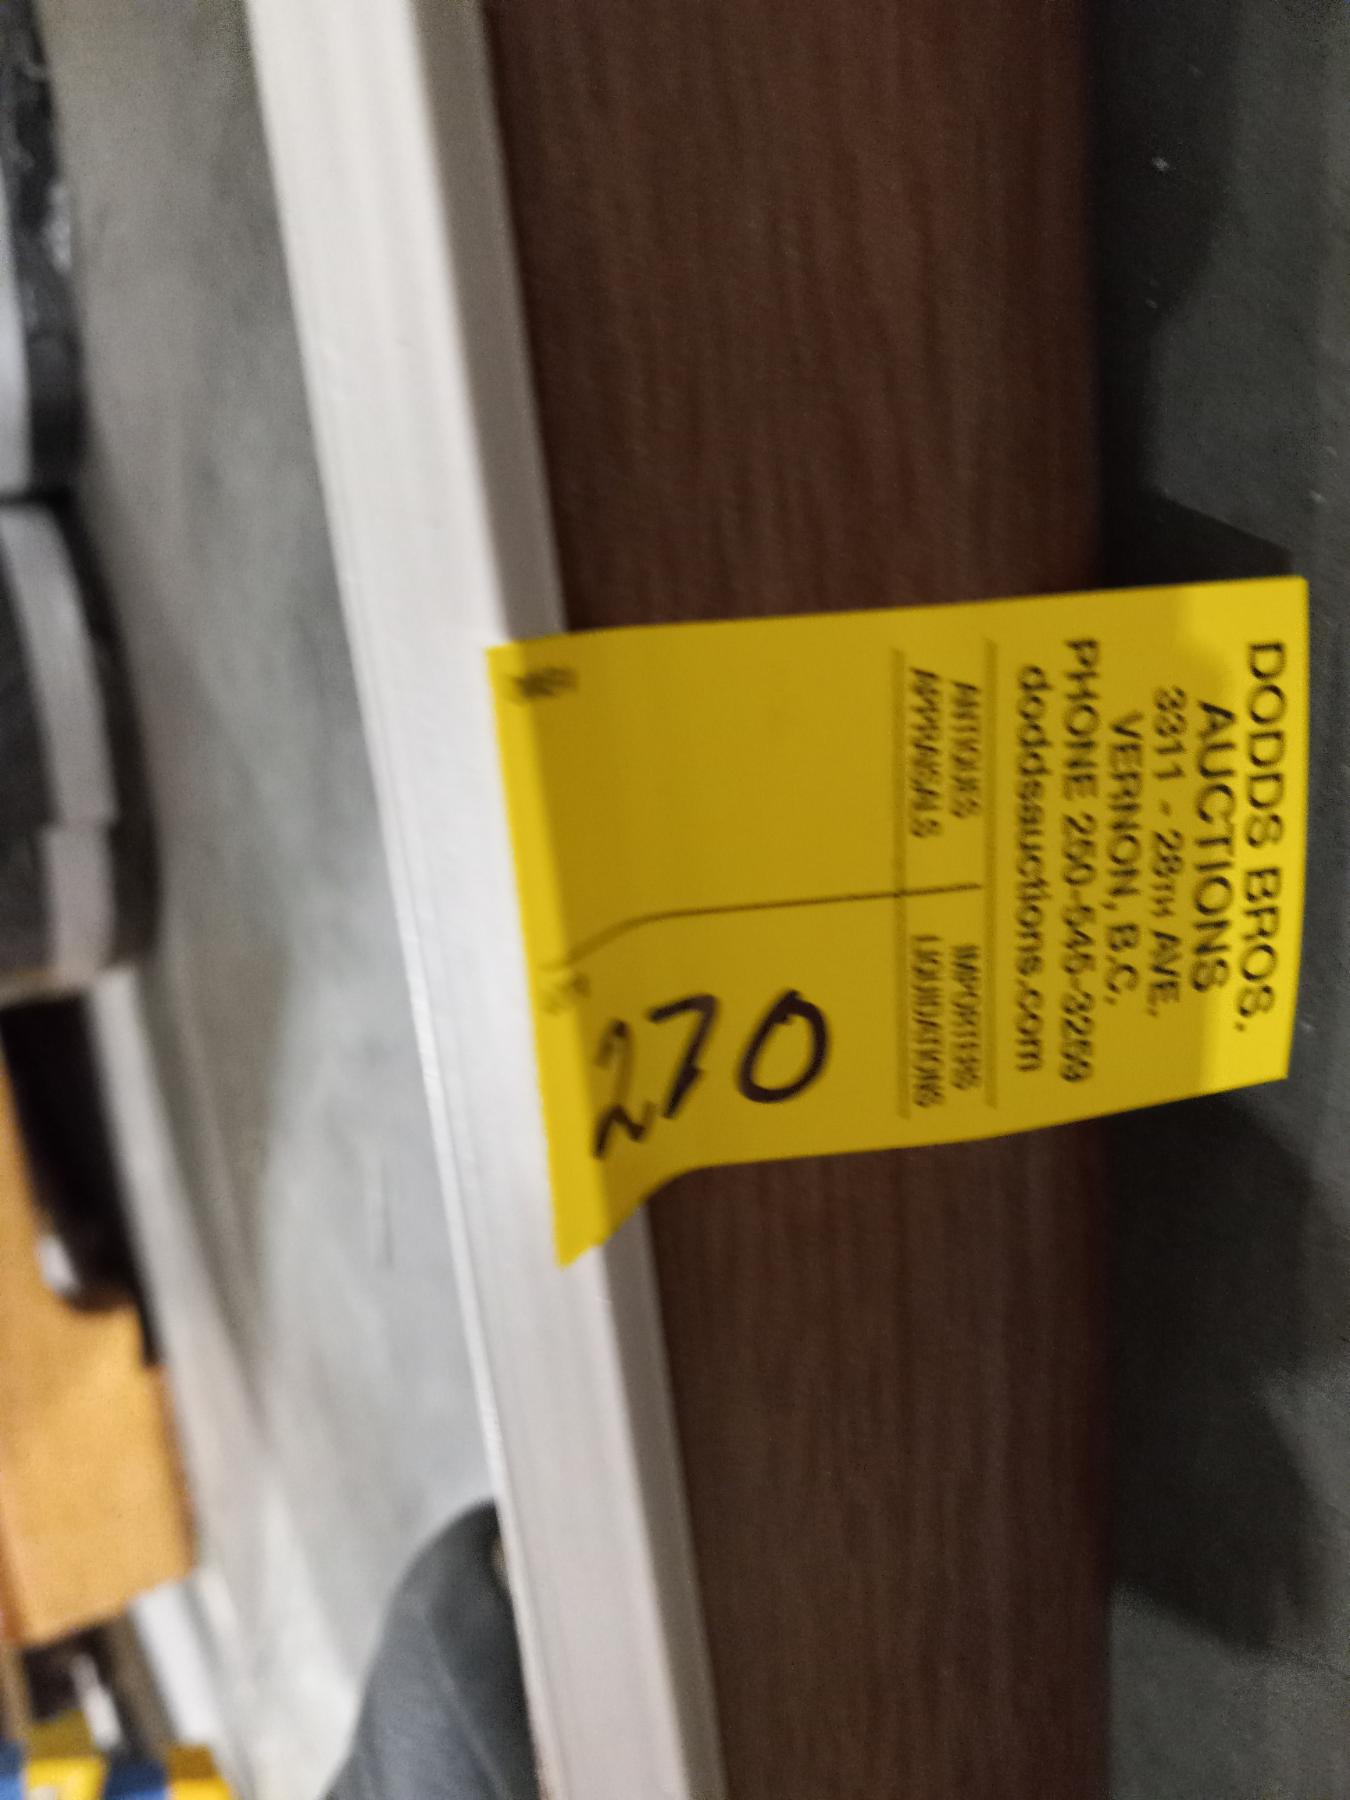 DODDS BROS.
AUCTIONS
3311 - 28TH AVE.
VERNON, B.C.
PHONE 250-545-3259
doddsauctions.com
ANTIQUES IMPORTERS
APPRAISALS LIQUIDATIONS
270